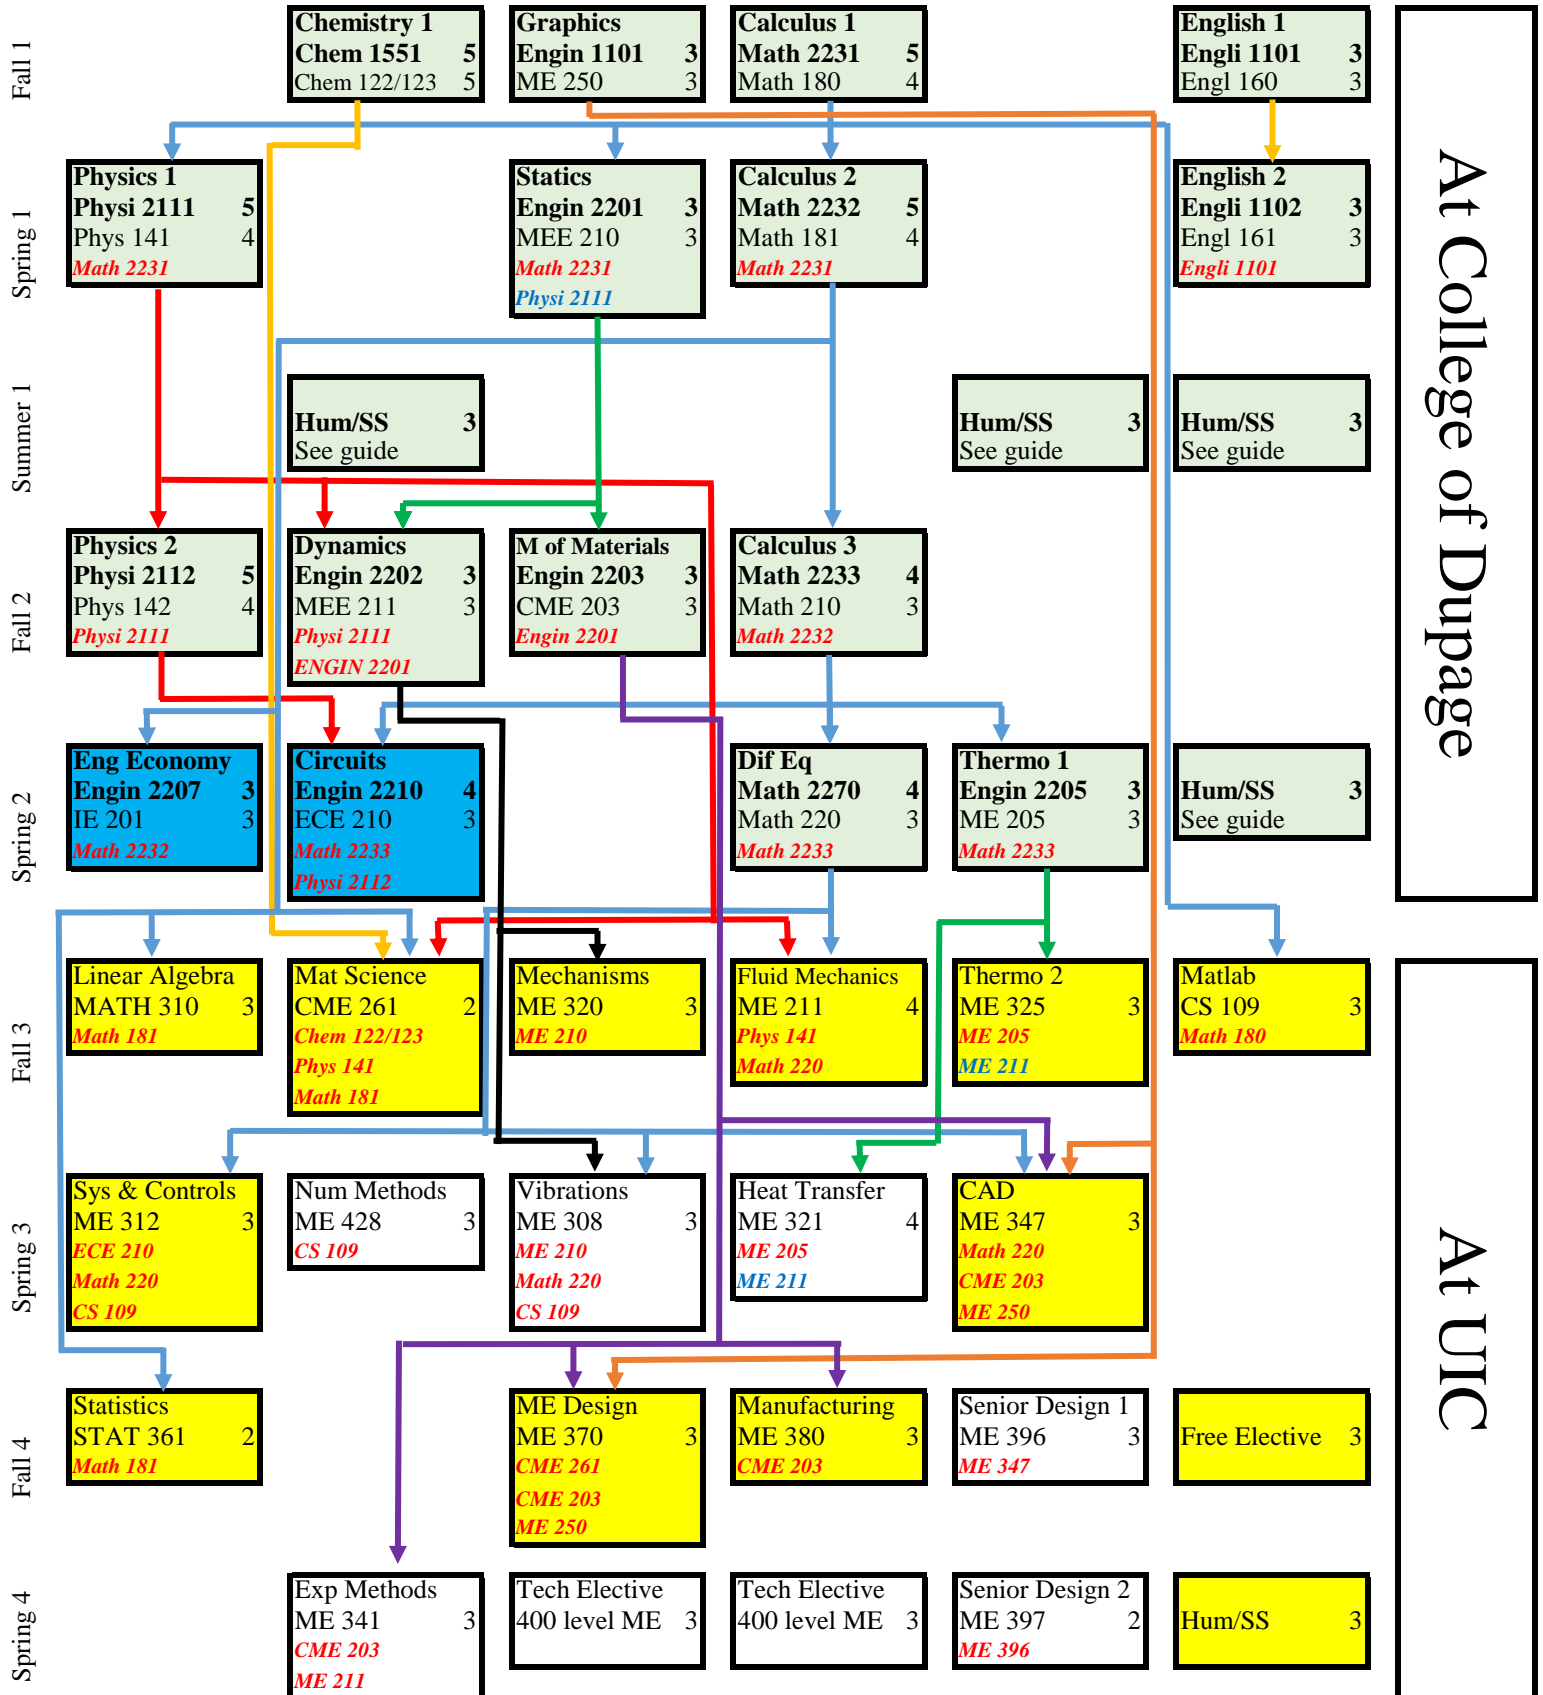 Fall 1
Chemistry 1
Chem 1551 5
Chem 122/123 5
Graphics
Engin 1101 3
ME 250 3
Calculus 1
Math 2231 5
Math 180 4
English 1
Engli 1101 3
Engl 160 3
At College of Dupage
Spring 1
Physics 1
Physi 2111 5
Phys 141 4
Math 2231
Statics
Engin 2201 3
MEE 210 3
Math 2231
Physi 2111
Calculus 2
Math 2232 5
Math 181 4
Math 2231
English 2
Engli 1102 3
Engl 161 3
Engli 1101
Summer 1
Hum/SS 3
See guide
Hum/SS 3
See guide
Hum/SS 3
See guide
Fall 2
Physics 2
Physi 2112 5
Phys 142 4
Physi 2111
Dynamics
Engin 2202 3
MEE 211 3
Physi 2111
ENGIN 2201
M of Materials
Engin 2203 3
CME 203 3
Engin 2201
Calculus 3
Math 2233 4
Math 210 3
Math 2232
Spring 2
Eng Economy
Engin 2207 3
IE 201 3
Math 2232
Circuits
Engin 2210 4
ECE 210 3
Math 2233
Physi 2112
Dif Eq
Math 2270 4
Math 220 3
Math 2233
Thermo 1
Engin 2205 3
ME 205 3
Math 2233
Hum/SS 3
See guide
At UIC
Fall 3
Linear Algebra
MATH 310 3
Math 181
Mat Science
CME 261 2
Chem 122/123
Phys 141
Math 181
Mechanisms
ME 320 3
ME 210
Fluid Mechanics
ME 211 4
Phys 141
Math 220
Thermo 2
ME 325 3
ME 205
ME 211
Matlab
CS 109 3
Math 180
Spring 3
Sys & Controls
ME 312 3
ECE 210
Math 220
CS 109
Num Methods
ME 428 3
CS 109
Vibrations
ME 308 3
ME 210
Math 220
CS 109
Heat Transfer
ME 321 4
ME 205
ME 211
CAD
ME 347 3
Math 220
CME 203
ME 250
Fall 4
Statistics
STAT 361 2
Math 181
ME Design
ME 370 3
CME 261
CME 203
ME 250
Manufacturing
ME 380 3
CME 203
Senior Design 1
ME 396 3
ME 347
Free Elective 3
Spring 4
Exp Methods
ME 341 3
CME 203
ME 211
Tech Elective
400 level ME 3
Tech Elective
400 level ME 3
Senior Design 2
ME 397 2
ME 396
Hum/SS 3